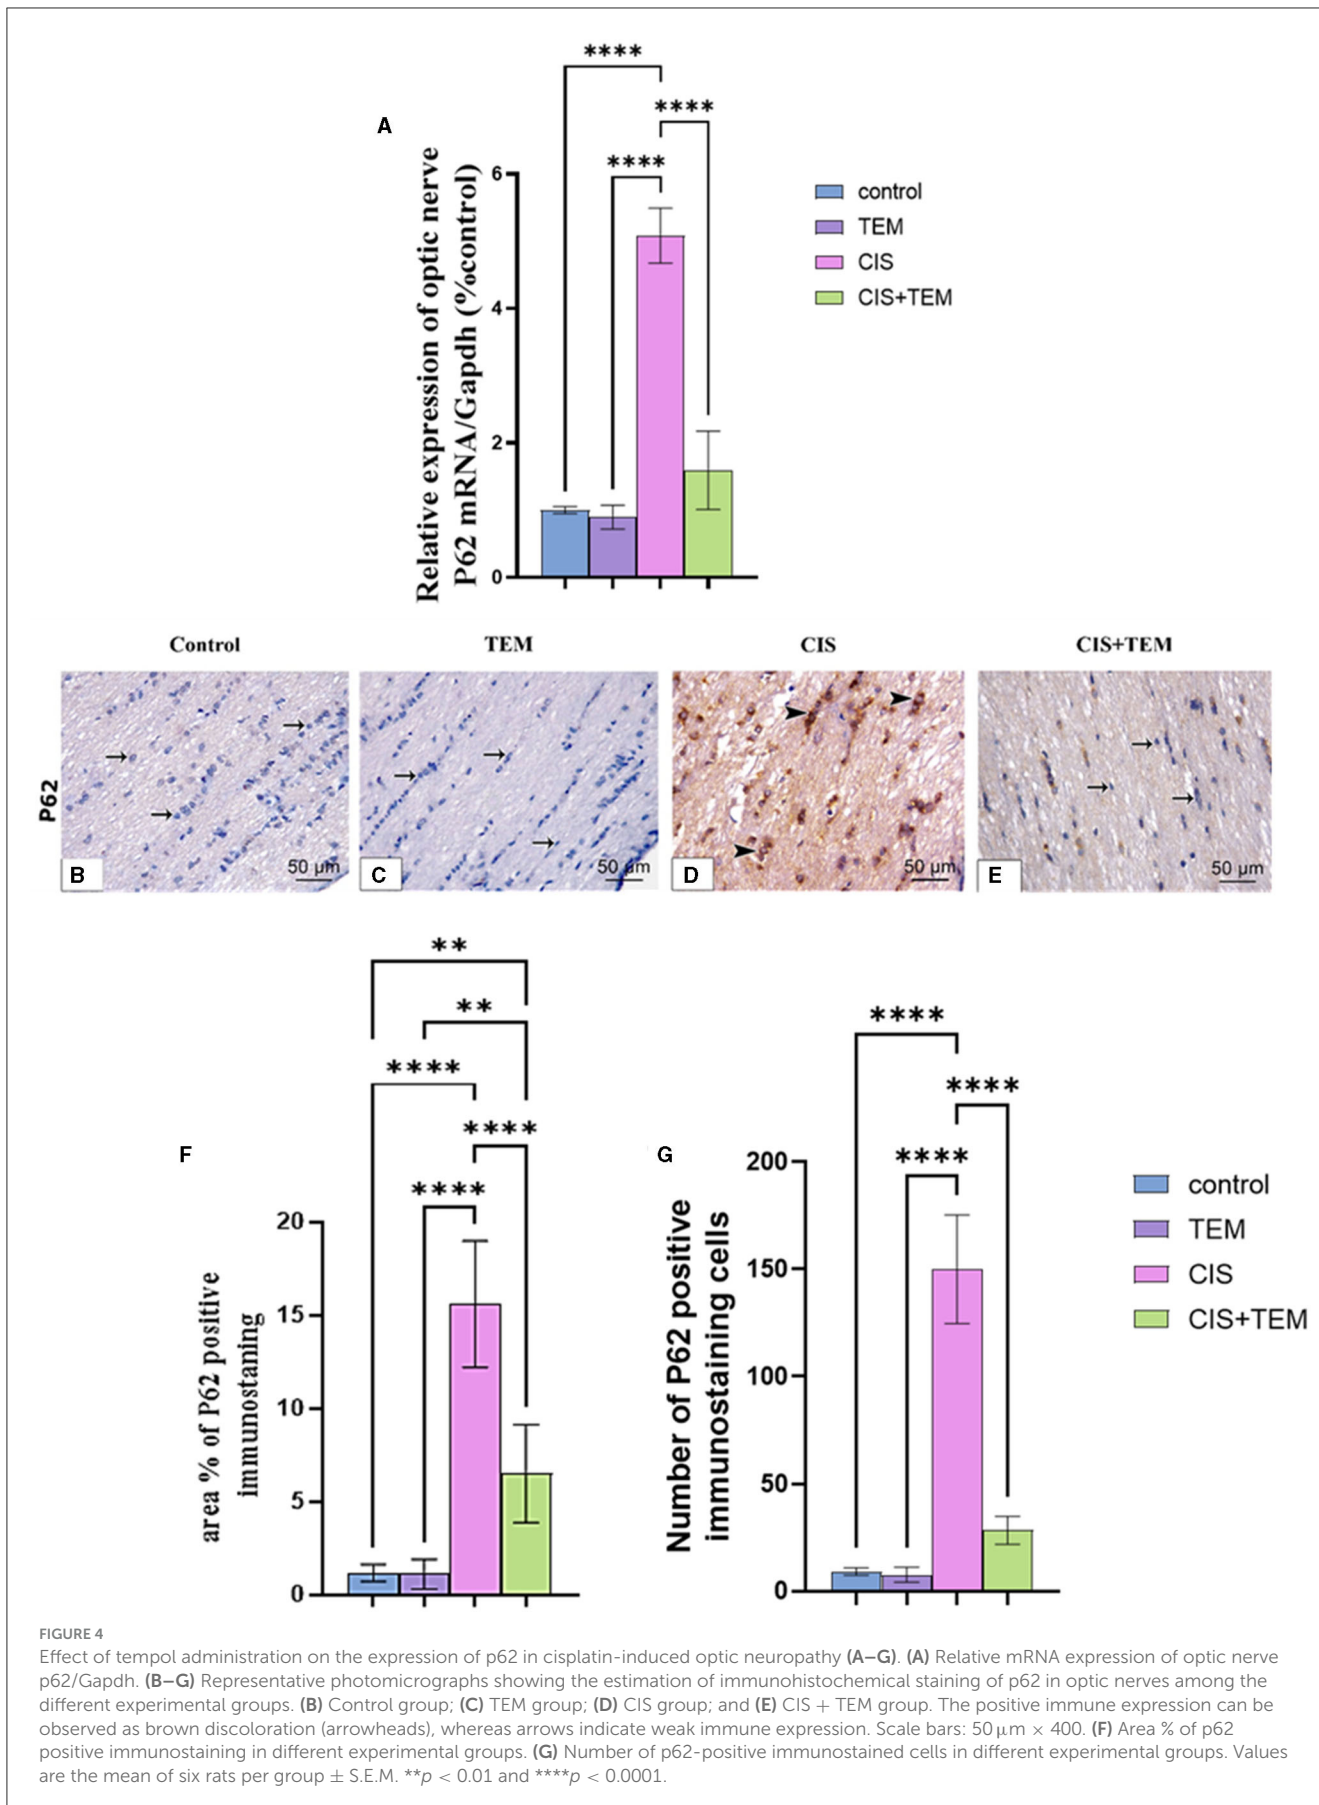 ****
****
A
****
Relative expression of optic nerve
P62 mRNA/Gapdh (%control)
6
4
2
0
control
TEM
CIS
CIS+TEM
Control TEM CIS CIS+TEM
P62
B 50 µm C 50 µm D 50 µm E 50 µm
**
**
****
****
****
F
20
15
10
5
0
area % of P62 positive
immunostaning
****
****
****
G
200
150
100
50
0
Number of P62 positive
immunostaining cells
control
TEM
CIS
CIS+TEM
FIGURE 4
Effect of tempol administration on the expression of p62 in cisplatin-induced optic neuropathy (A–G). (A) Relative mRNA expression of optic nerve
p62/Gapdh. (B–G) Representative photomicrographs showing the estimation of immunohistochemical staining of p62 in optic nerves among the
different experimental groups. (B) Control group; (C) TEM group; (D) CIS group; and (E) CIS + TEM group. The positive immune expression can be
observed as brown discoloration (arrowheads), whereas arrows indicate weak immune expression. Scale bars: 50 µm × 400. (F) Area % of p62
positive immunostaining in different experimental groups. (G) Number of p62-positive immunostained cells in different experimental groups. Values
are the mean of six rats per group ± S.E.M. **p < 0.01 and ****p < 0.0001.